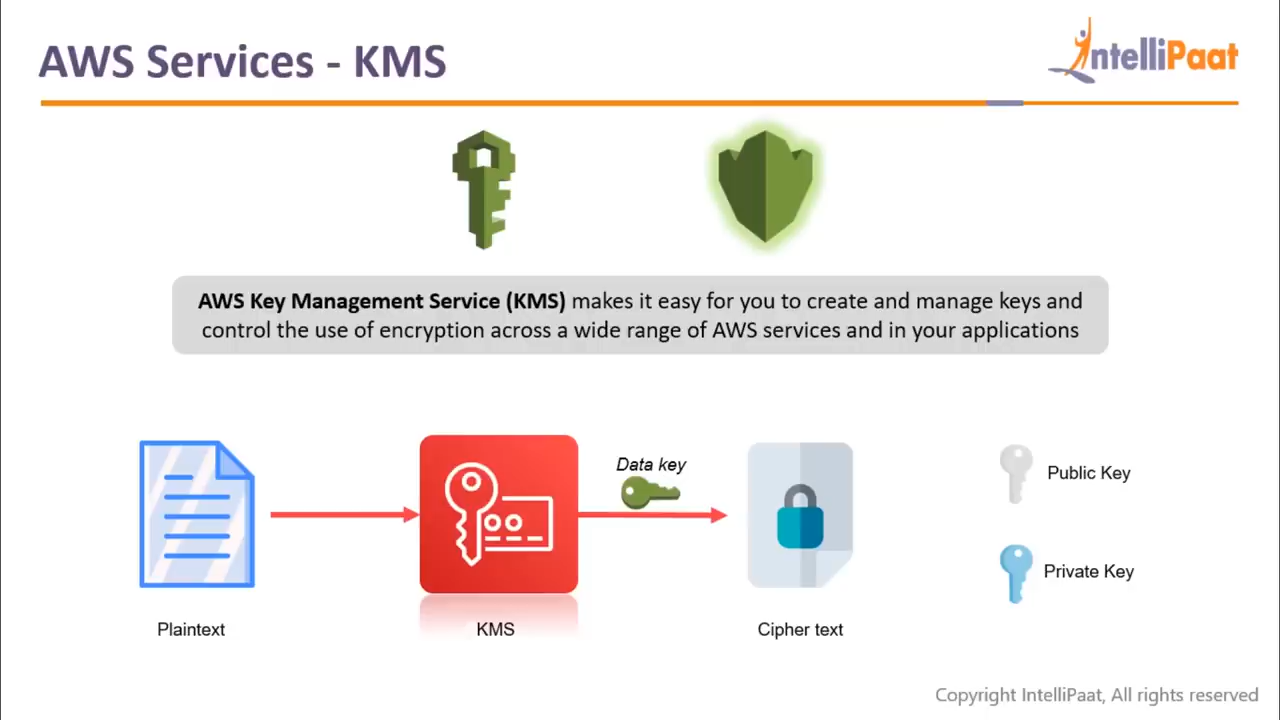 AWS Services - KMS
IntelliPaat
AWS Key Management Service (KMS) makes it easy for you to create and manage keys and
control the use of encryption across a wide range of AWS services and in your applications
Data key
Public Key
Private Key
Plaintext
KMS
Cipher text
Copyright IntelliPaat, All rights reserved